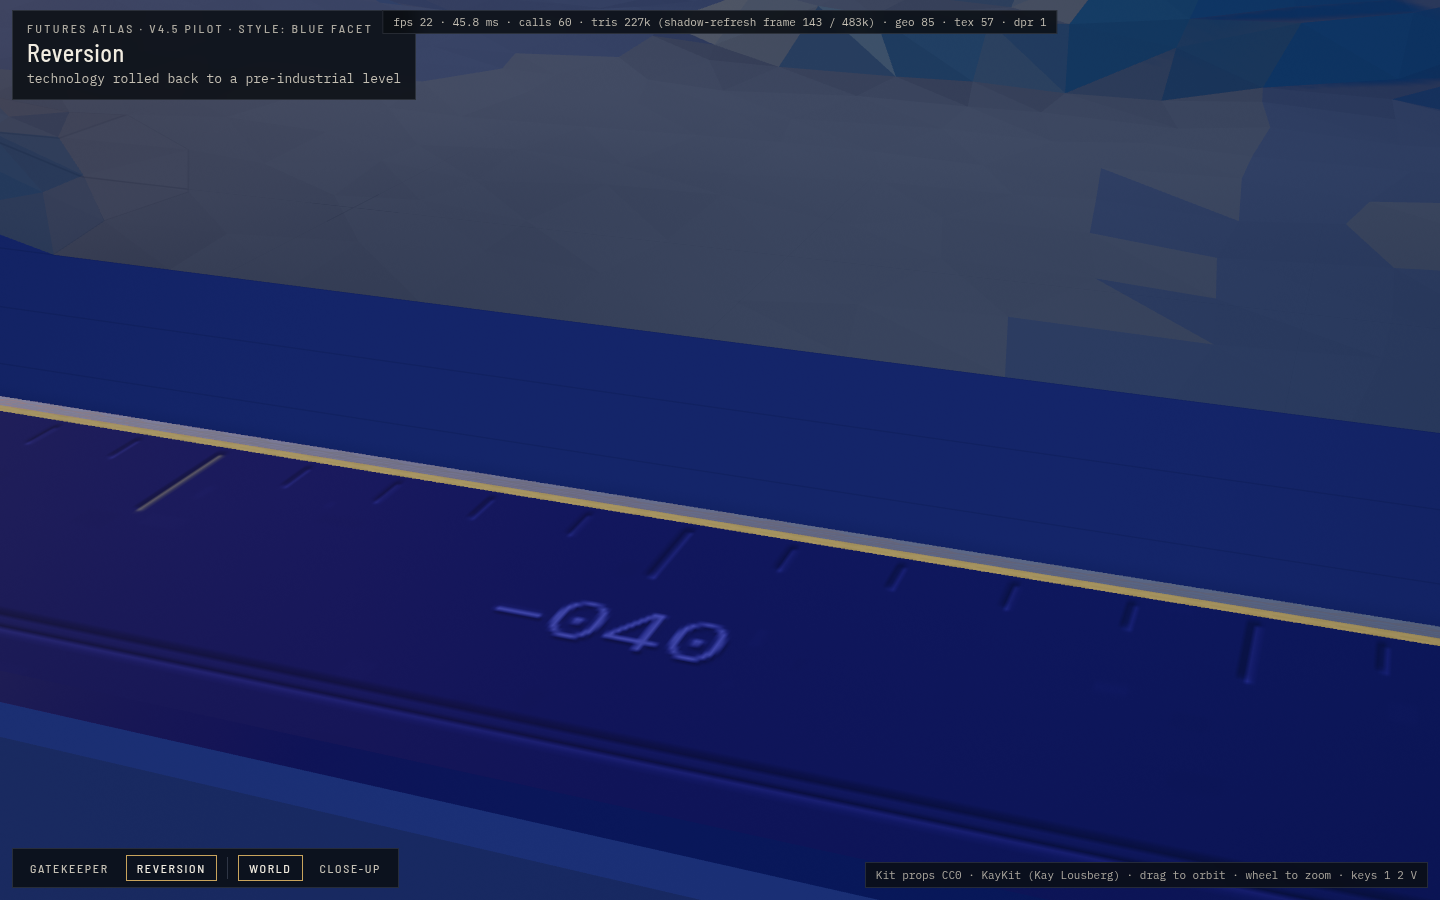 FUTURES ATLAS · V4.5 PILOT · STYLE: BLUE FACET
Reversion
technology rolled back to a pre-industrial level
fps 22 · 45.8 ms · calls 60 · tris 227k (shadow-refresh frame 143 / 483k) · geo 85 · tex 57 · dpr 1
—040
GATEKEEPER REVERSION WORLD CLOSE-UP
Kit props CC0 · KayKit (Kay Lousberg) · drag to orbit · wheel to zoom · keys 1 2 V